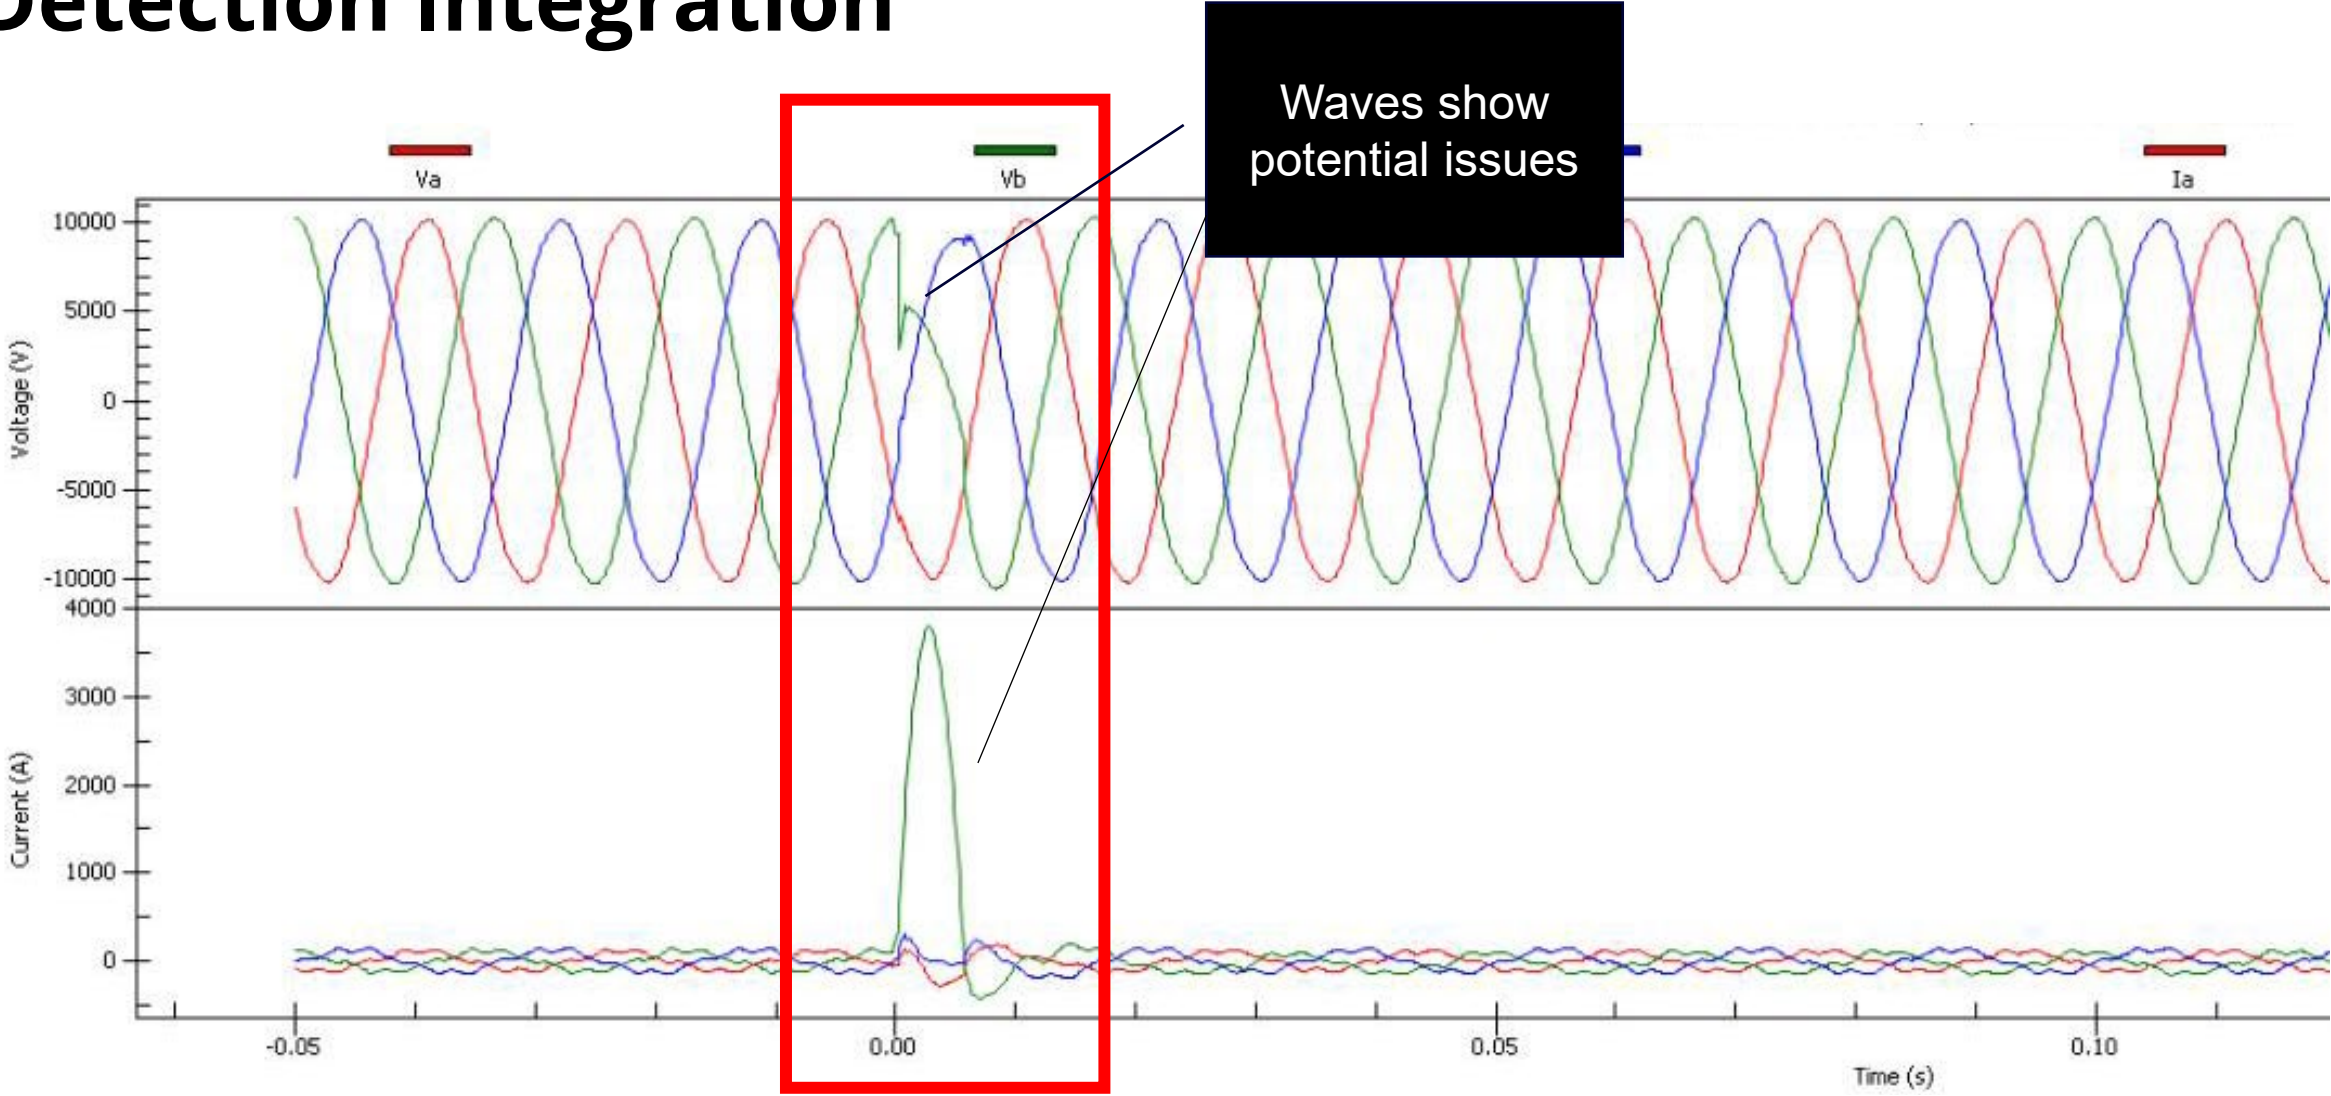 Detection Integration
Waves show
potential issues
Va
Vb
Ia
10000
5000
0
-5000
-10000
Voltage (V)
4000
3000
2000
1000
0
Current (A)
-0.05
0.00
0.05
0.10
Time (s)